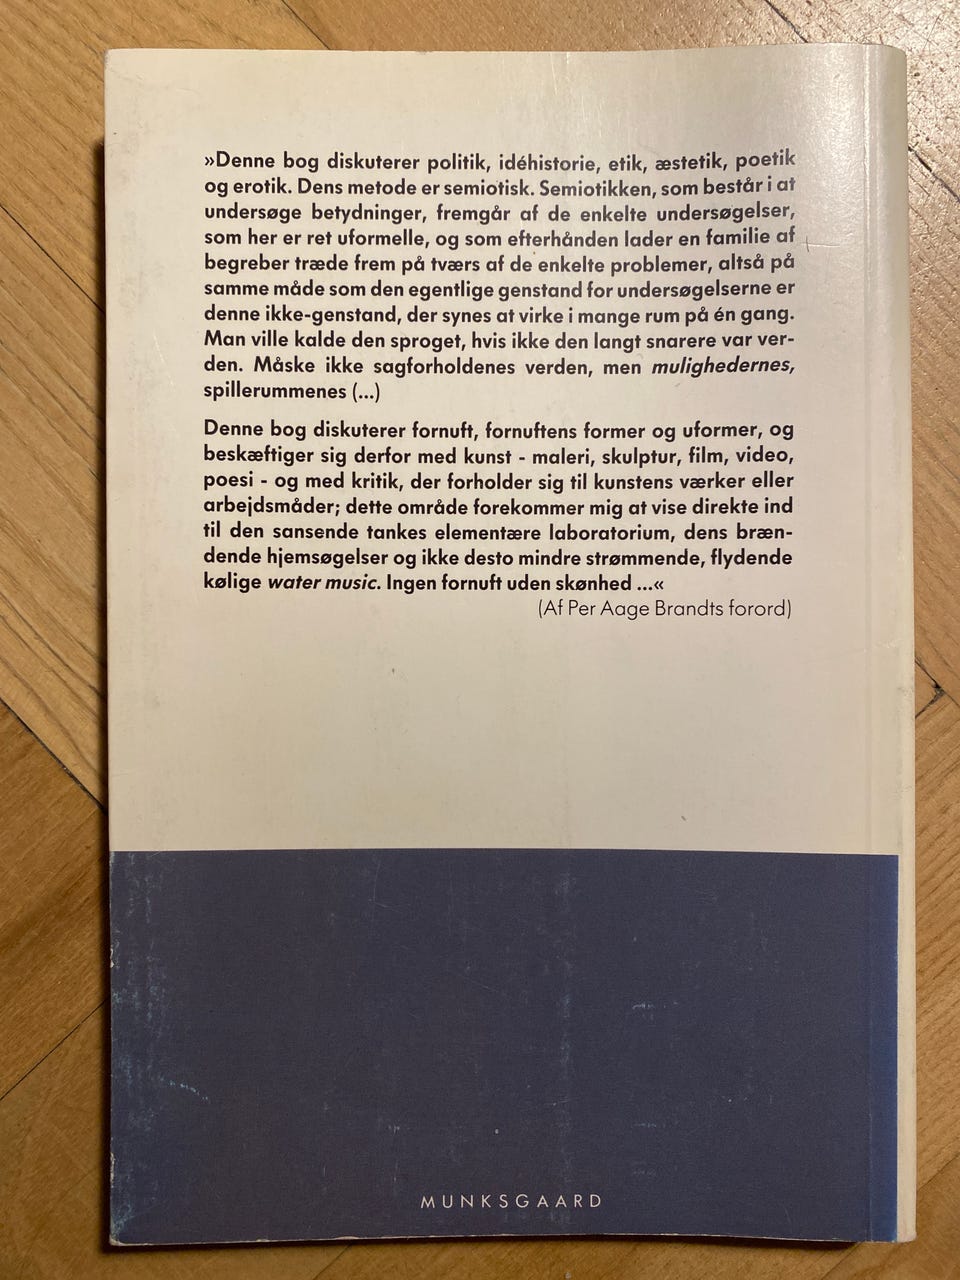 »Denne bog diskuterer politik, idéhistorie, etik, æstetik, poetik
og erotik. Dens metode er semiotisk. Semiotikken, som består i at
undersøge betydninger, fremgår af de enkelte undersøgelser,
som her er ret uformelle, og som efterhånden lader en familie af
begreber træde frem på tværs af de enkelte problemer, altså på
samme måde som den egentlige genstand for undersøgelserne er
denne ikke-genstand, der synes at virke i mange rum på én gang.
Man ville kalde den sproget, hvis ikke den langt snarere var ver-
den. Måske ikke sagforholdenes verden, men mulighedernes,
spillerummenes (...)
Denne bog diskuterer fornuft, fornuftens former og uformer, og
beskæftiger sig derfor med kunst - maleri, skulptur, film, video,
poesi - og med kritik, der forholder sig til kunstens værker eller
arbejdsmåder; dette område forekommer mig at vise direkte ind
til den sansende tankes elementære laboratorium, dens bræn-
dende hjemsøgelser og ikke desto mindre strømmende, flydende
kølige water music. Ingen fornuft uden skønhed ...«
(Af Per Aage Brandts forord)
MUNKSGAARD